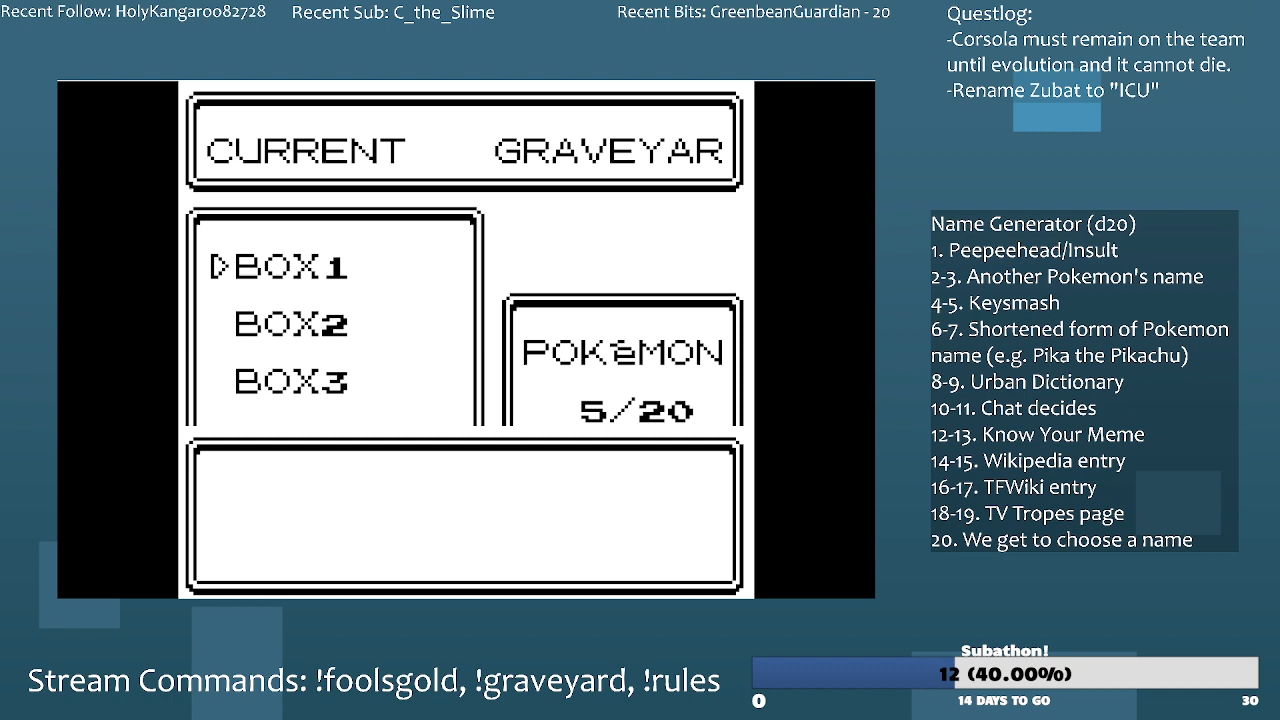 Recent Follow: HolyKangaroo82728
Recent Sub: C_the_Slime
Recent Bits: GreenbeanGuardian - 20
Questlog:
-Corsola must remain on the team
until evolution and it cannot die.
-Rename Zubat to "ICU"
CURRENT GRAVEYAR
BOX1
BOX2
BOX3
POKéMON
5/20
Name Generator (d20)
1. Peepeehead/Insult
2-3. Another Pokemon's name
4-5. Keysmash
6-7. Shortened form of Pokemon
name (e.g. Pika the Pikachu)
8-9. Urban Dictionary
10-11. Chat decides
12-13. Know Your Meme
14-15. Wikipedia entry
16-17. TFWiki entry
18-19. TV Tropes page
20. We get to choose a name
Stream Commands: !foolsgold, !graveyard, !rules
Subathon!
12 (40.00%)
0 14 DAYS TO GO 30